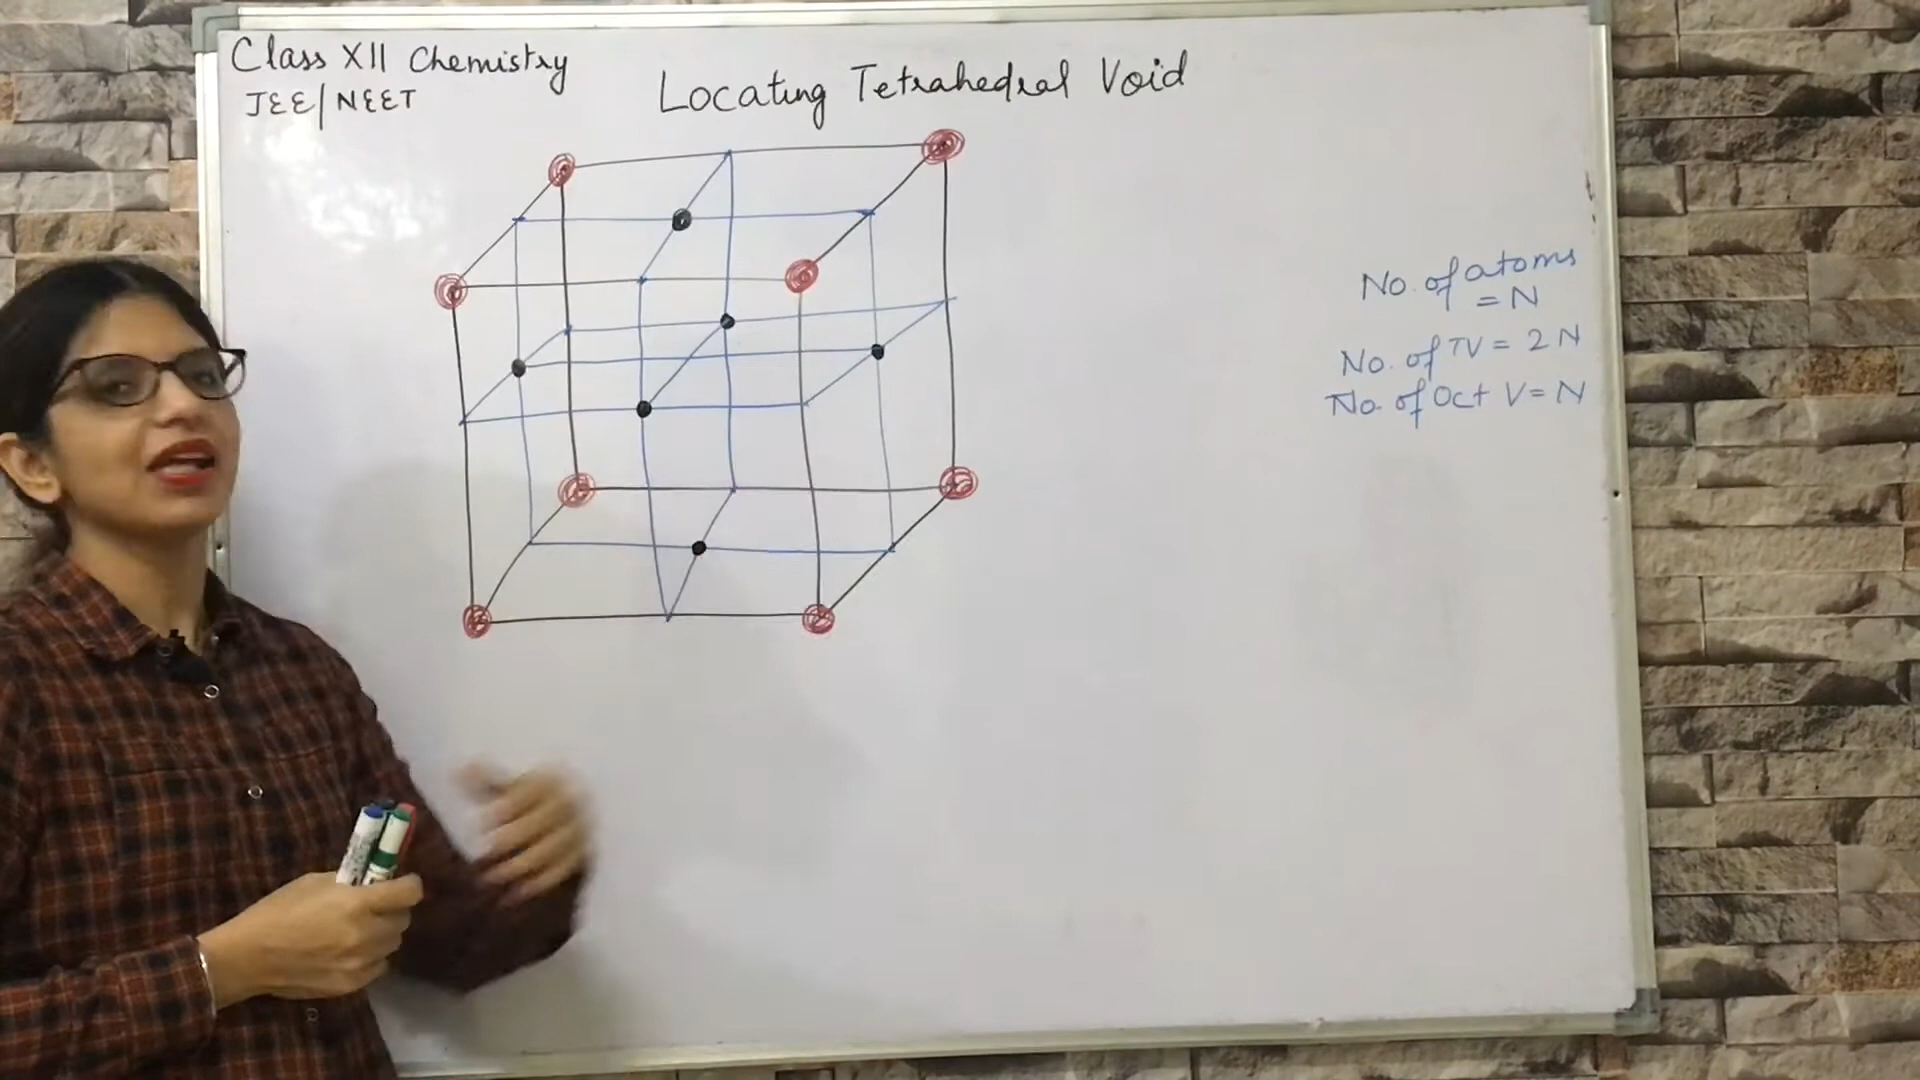 Class XII Chemistry
JEE/NEET
Locating Tetrahedral Void
No. of atoms
= N
No. of TV = 2N
No. of Oct V = N